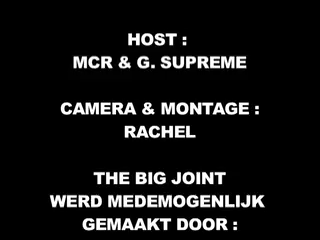 HOST :
MCR & G. SUPREME
CAMERA & MONTAGE :
RACHEL
THE BIG JOINT
WERD MEDEMOGENLIJK
GEMAAKT DOOR :